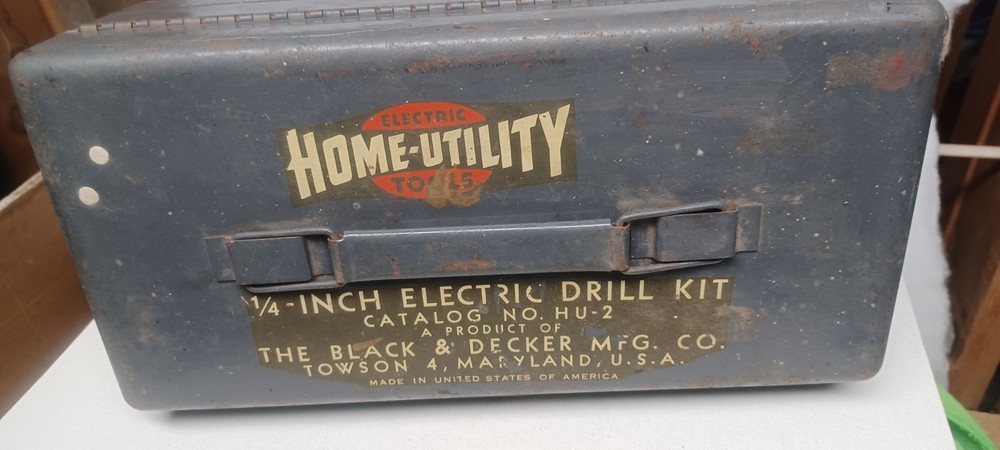 ELECTRIC
HOME-UTILITY
TOOLS
1/4-INCH ELECTRIC DRILL KIT
CATALOG NO. HU-2
A PRODUCT OF
THE BLACK & DECKER MFG. CO.
TOWSON 4, MARYLAND, U.S.A.
MADE IN UNITED STATES OF AMERICA